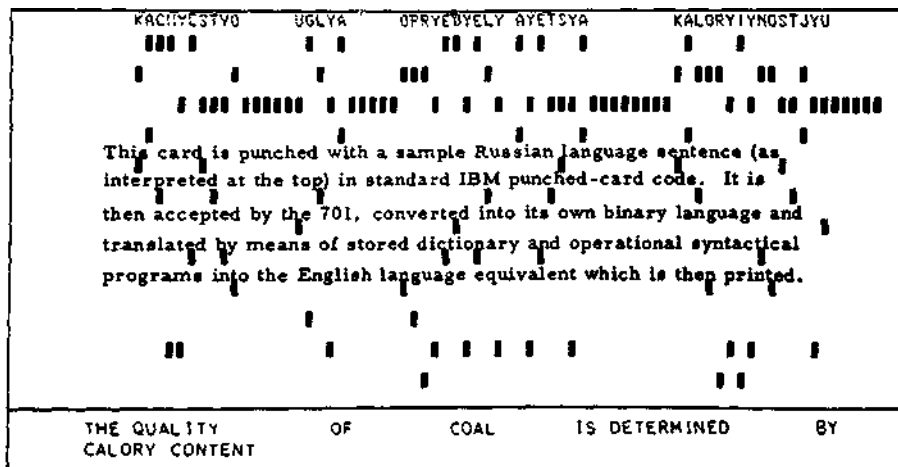 KACHYESTVO UGLYA OPRYEDYELY AYETSYA KALORYIYNOSTJYU
This card is punched with a sample Russian language sentence (as
interpreted at the top) in standard IBM punched-card code. It is
then accepted by the 701, converted into its own binary language and
translated by means of stored dictionary and operational syntactical
programs into the English language equivalent which is then printed.
THE QUALITY OF COAL IS DETERMINED BY
CALORY CONTENT